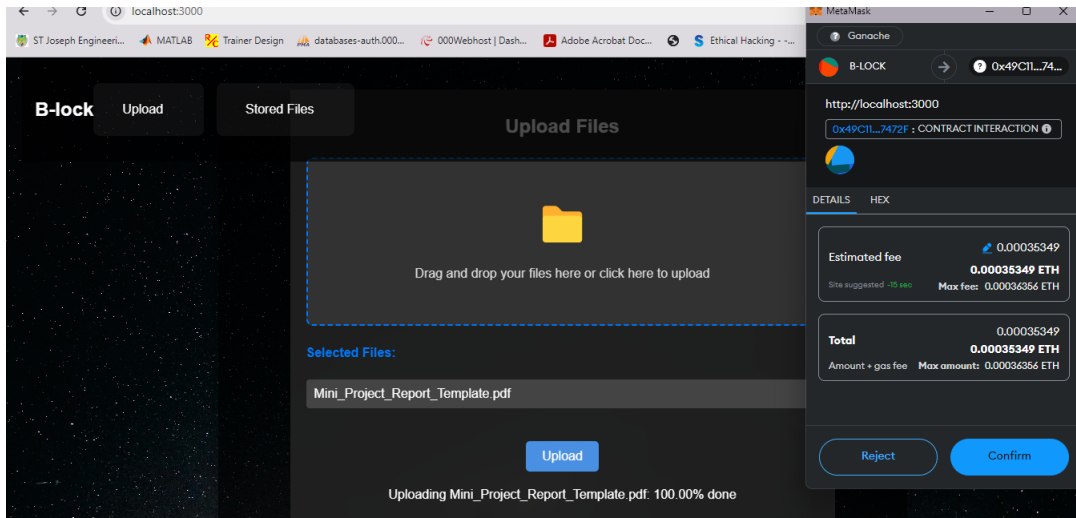 localhost:3000
ST Joseph Engineeri...
MATLAB
Trainer Design
databases-auth.000...
000Webhost | Dash...
Adobe Acrobat Doc...
Ethical Hacking - -...
B-lock
Upload
Stored Files
Upload Files
Drag and drop your files here or click here to upload
Selected Files:
Mini_Project_Report_Template.pdf
Upload
Uploading Mini_Project_Report_Template.pdf: 100.00% done
MetaMask
Ganache
B-LOCK
0x49C11...74...
http://localhost:3000
0x49C11...7472F : CONTRACT INTERACTION
DETAILS
HEX
Estimated fee
0.00035349
0.00035349 ETH
Site suggested ~15 sec
Max fee: 0.00036356 ETH
Total
0.00035349
0.00035349 ETH
Amount + gas fee
Max amount: 0.00036356 ETH
Reject
Confirm